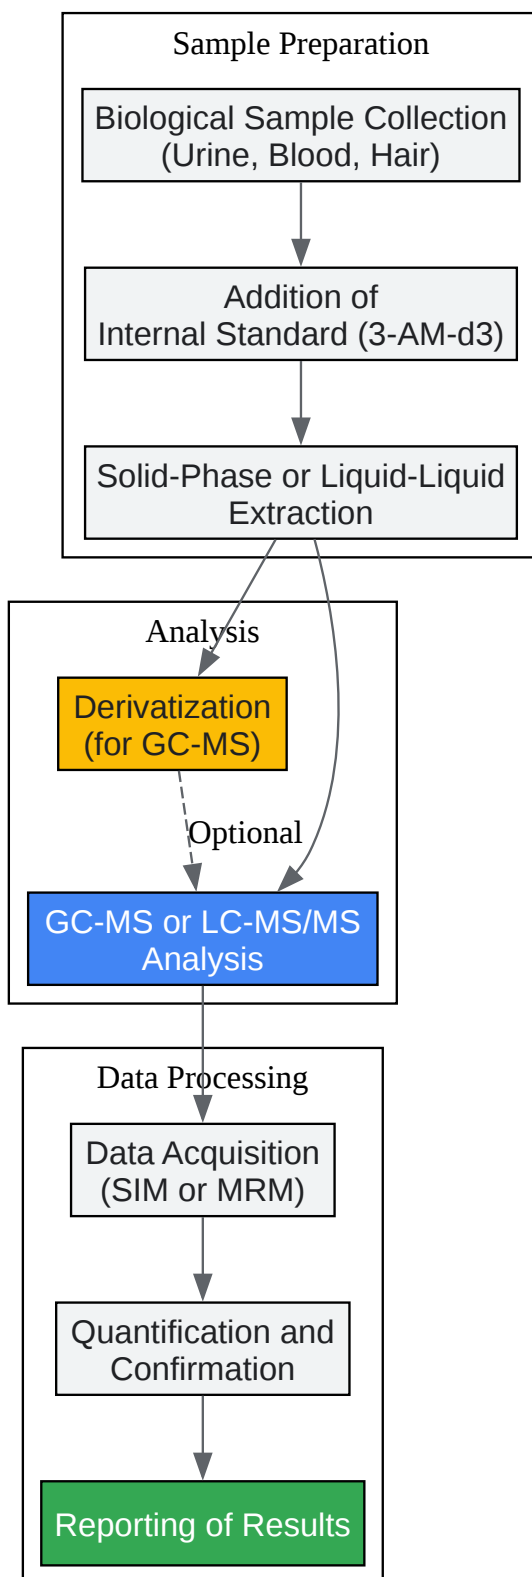 Sample Preparation
Biological Sample Collection
(Urine, Blood, Hair)
Addition of
Internal Standard (3-AM-d3)
Solid-Phase or Liquid-Liquid
Extraction
Analysis
Derivatization
(for GC-MS)
Optional
GC-MS or LC-MS/MS
Analysis
Data Processing
Data Acquisition
(SIM or MRM)
Quantification and
Confirmation
Reporting of Results